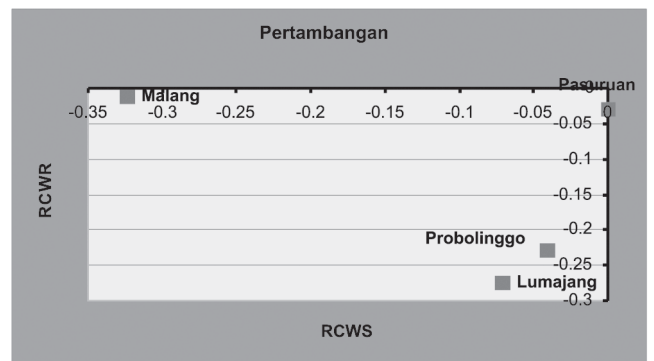 Pertambangan
Pasuruan
Malang
0
-0.35 -0.3 -0.25 -0.2 -0.15 -0.1 -0.05 0
-0.05
-0.1
-0.15
-0.2
-0.25
-0.3
RCWR
Probolinggo
Lumajang
RCWS